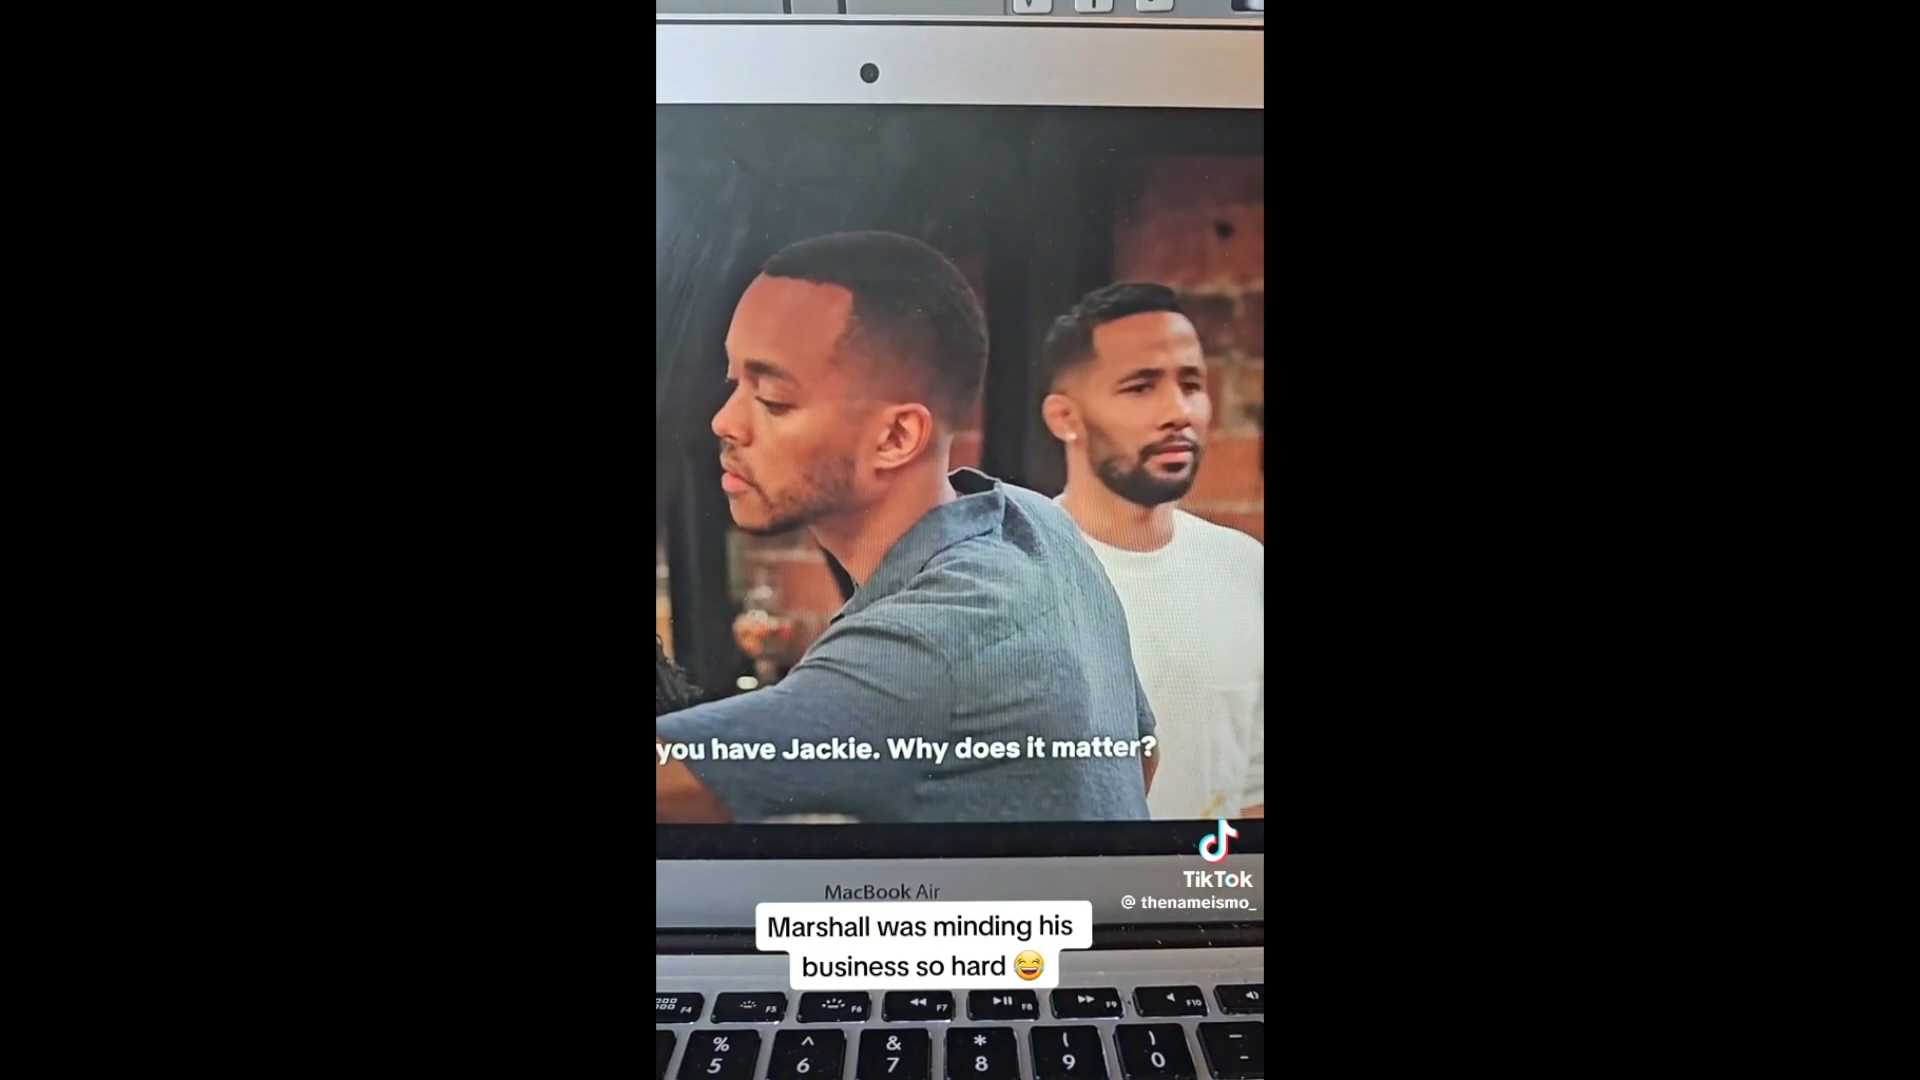 you have Jackie. Why does it matter?
TikTok
@ thenameismo_
MacBook Air
Marshall was minding his
business so hard 😂
F4 F5 F6 F7 F8 F9 F10
% ^ & * ( )
5 6 7 8 9 0 -